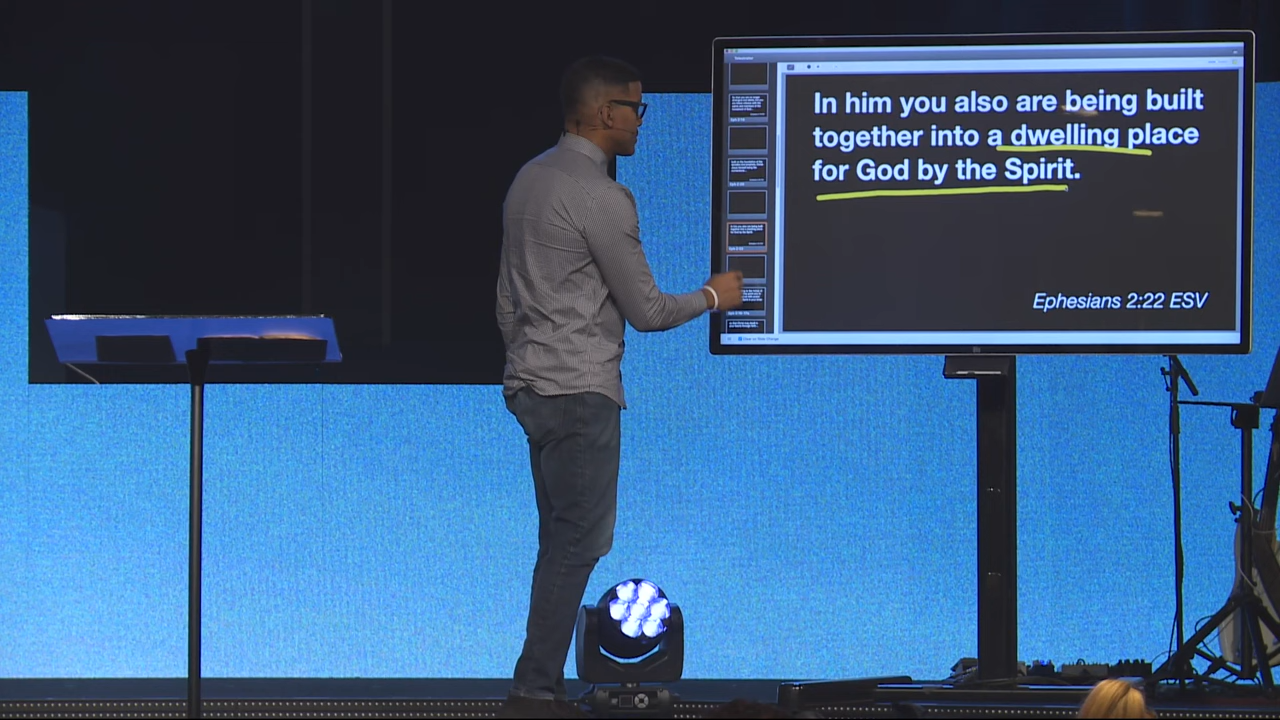 In him you also are being built
together into a dwelling place
for God by the Spirit.
Ephesians 2:22 ESV